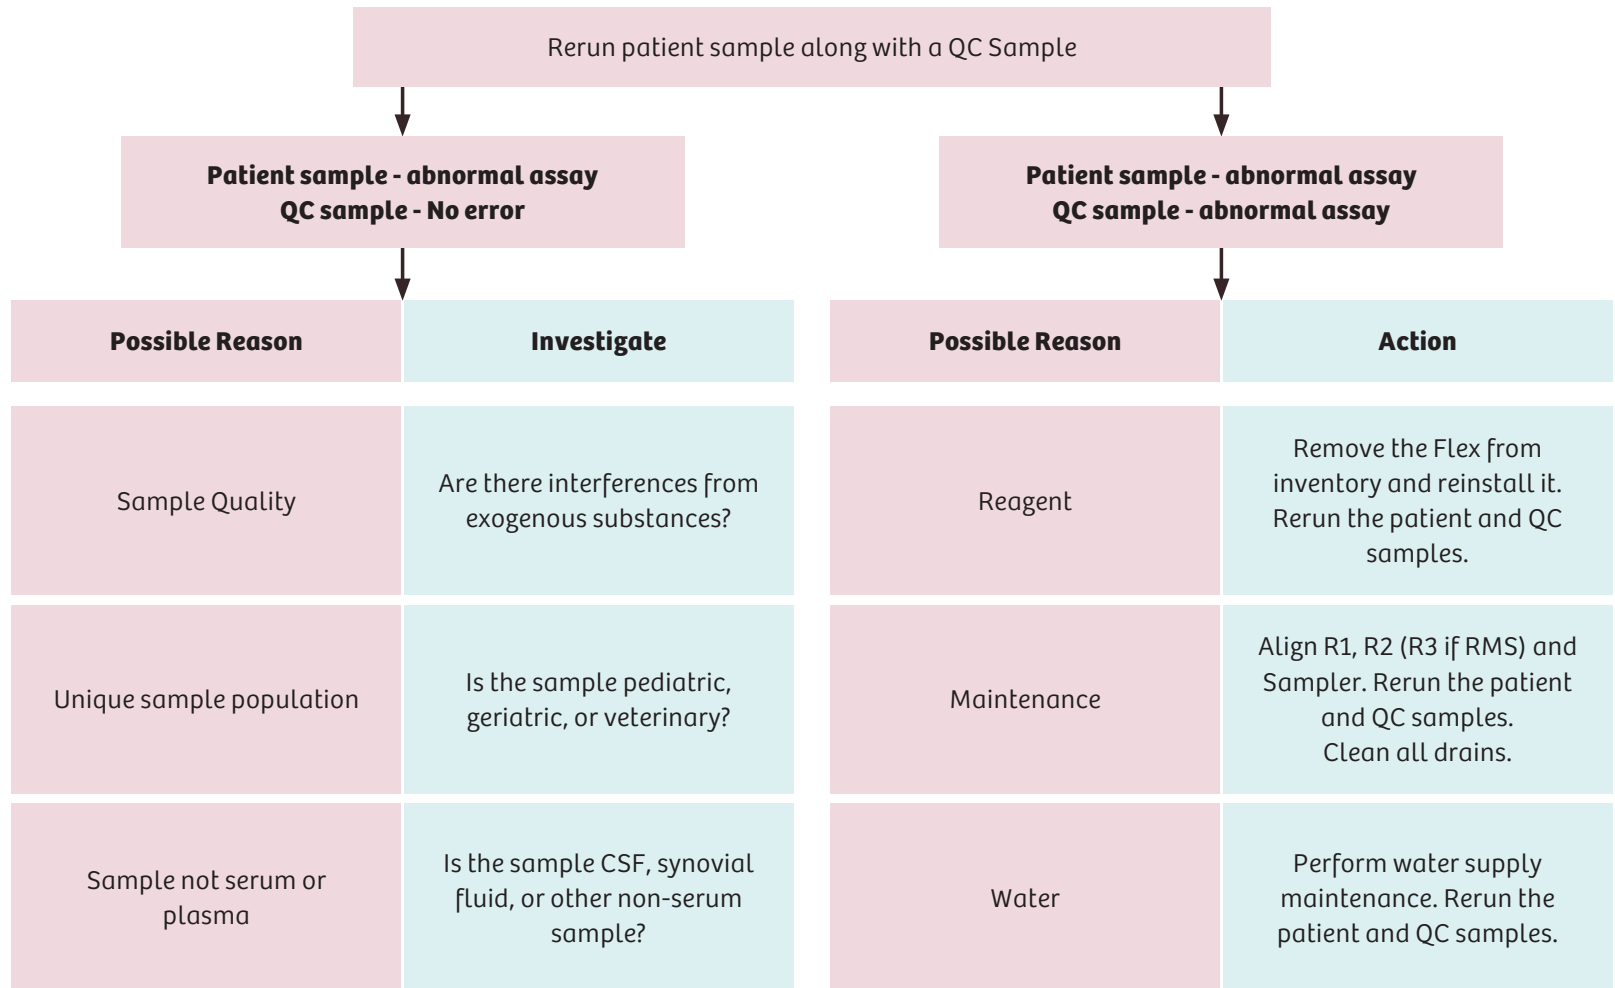 Rerun patient sample along with a QC Sample
Patient sample - abnormal assay
QC sample - No error
Possible Reason
Investigate
Sample Quality
Are there interferences from
exogenous substances?
Unique sample population
Is the sample pediatric,
geriatric, or veterinary?
Sample not serum or
plasma
Is the sample CSF, synovial
fluid, or other non-serum
sample?
Patient sample - abnormal assay
QC sample - abnormal assay
Possible Reason
Action
Reagent
Remove the Flex from
inventory and reinstall it.
Rerun the patient and QC
samples.
Maintenance
Align R1, R2 (R3 if RMS) and
Sampler. Rerun the patient
and QC samples.
Clean all drains.
Water
Perform water supply
maintenance. Rerun the
patient and QC samples.